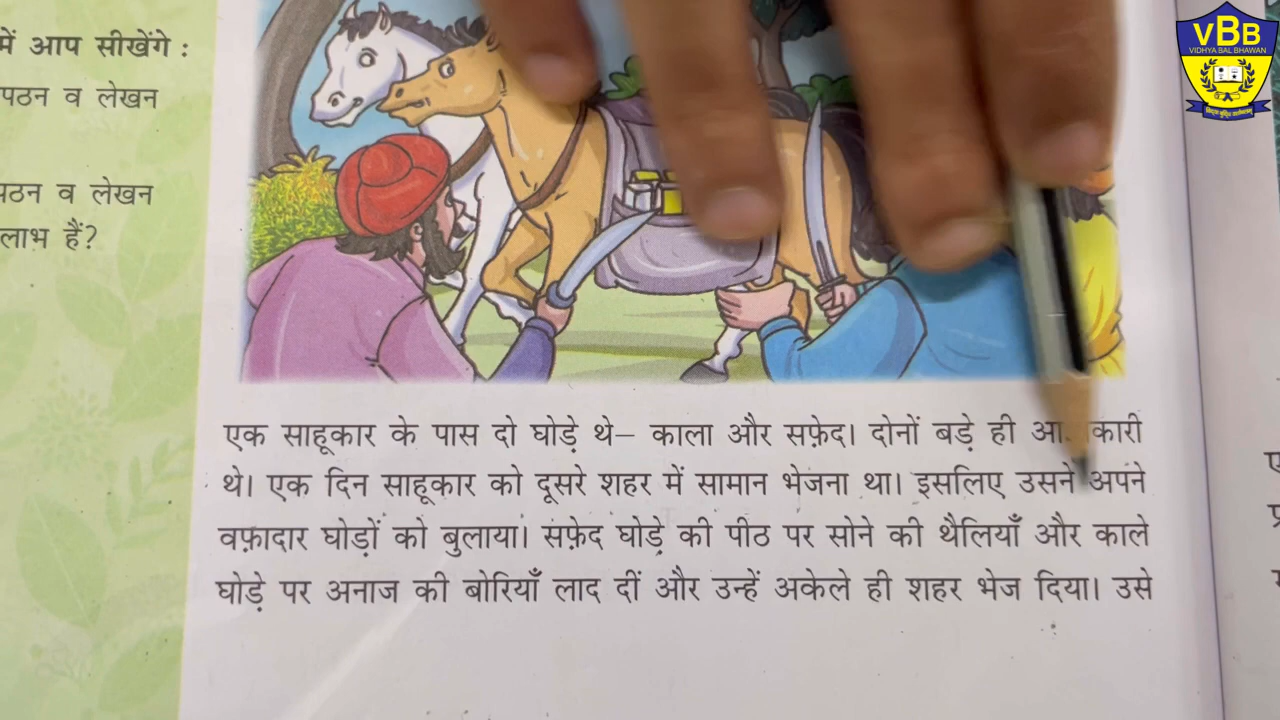 में आप सीखेंगे :
पठन व लेखन
पठन व लेखन
लाभ हैं?
VBB
VIDHYA BAL BHAWAN
एक साहूकार के पास दो घोड़े थे– काला और सफ़ेद। दोनों बड़े ही
थे। एक दिन साहूकार को दूसरे शहर में सामान भेजना था। इसलिए उसने अपने
वफ़ादार घोड़ों को बुलाया। सफ़ेद घोड़े की पीठ पर सोने की थैलियाँ और काले
घोड़े पर अनाज की बोरियाँ लाद दीं और उन्हें अकेले ही शहर भेज दिया। उसे